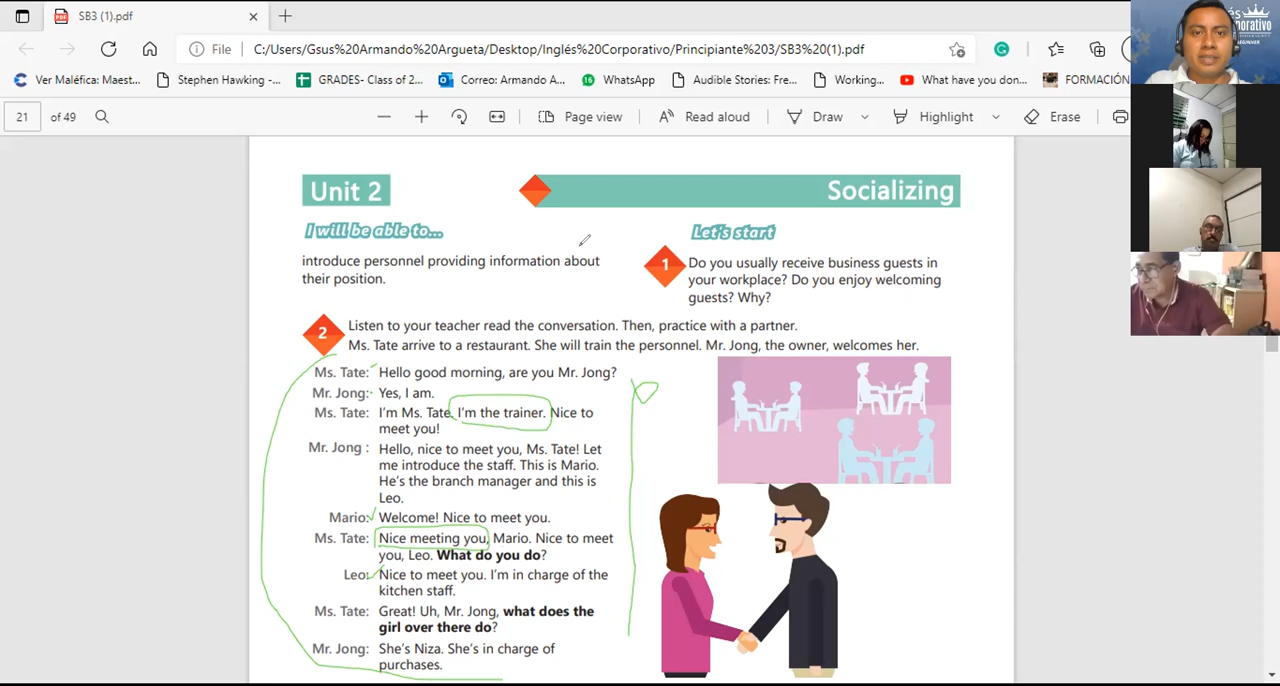 SB3 (1).pdf
File
C:/Users/Gsus%20Armando%20Argueta/Desktop/Inglés%20Corporativo/Principiante%203/SB3%20(1).pdf
Ver Maléfica: Maest...
Stephen Hawking -...
GRADES- Class of 2...
Correo: Armando A...
WhatsApp
Audible Stories: Fre...
Working...
What have you don...
FORMACIÓN
21 of 49
Page view
Read aloud
Draw
Highlight
Erase
Unit 2
Socializing
I will be able to...
introduce personnel providing information about
their position.
Let's start
1
Do you usually receive business guests in
your workplace? Do you enjoy welcoming
guests? Why?
2
Listen to your teacher read the conversation. Then, practice with a partner.
Ms. Tate arrive to a restaurant. She will train the personnel. Mr. Jong, the owner, welcomes her.
Ms. Tate: Hello good morning, are you Mr. Jong?
Mr. Jong: Yes, I am.
Ms. Tate: I'm Ms. Tate. I'm the trainer. Nice to
meet you!
Mr. Jong : Hello, nice to meet you, Ms. Tate! Let
me introduce the staff. This is Mario.
He's the branch manager and this is
Leo.
Mario: Welcome! Nice to meet you.
Ms. Tate: Nice meeting you, Mario. Nice to meet
you, Leo. What do you do?
Leo: Nice to meet you. I'm in charge of the
kitchen staff.
Ms. Tate: Great! Uh, Mr. Jong, what does the
girl over there do?
Mr. Jong: She's Niza. She's in charge of
purchases.